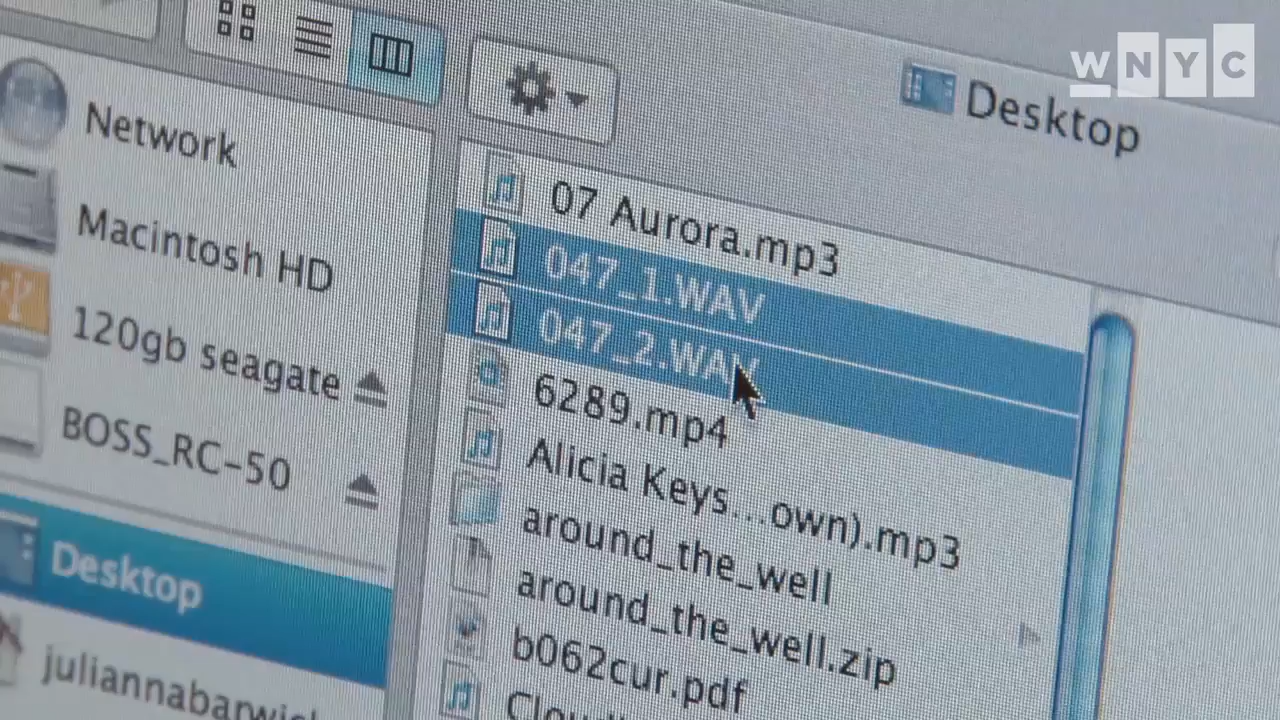 WNYC
Desktop
Network
Macintosh HD
120gb seagate
BOSS_RC-50
Desktop
07 Aurora.mp3
047_1.WAV
047_2.WAV
6289.mp4
Alicia Keys...own).mp3
around_the_well
around_the_well.zip
b062cur.pdf